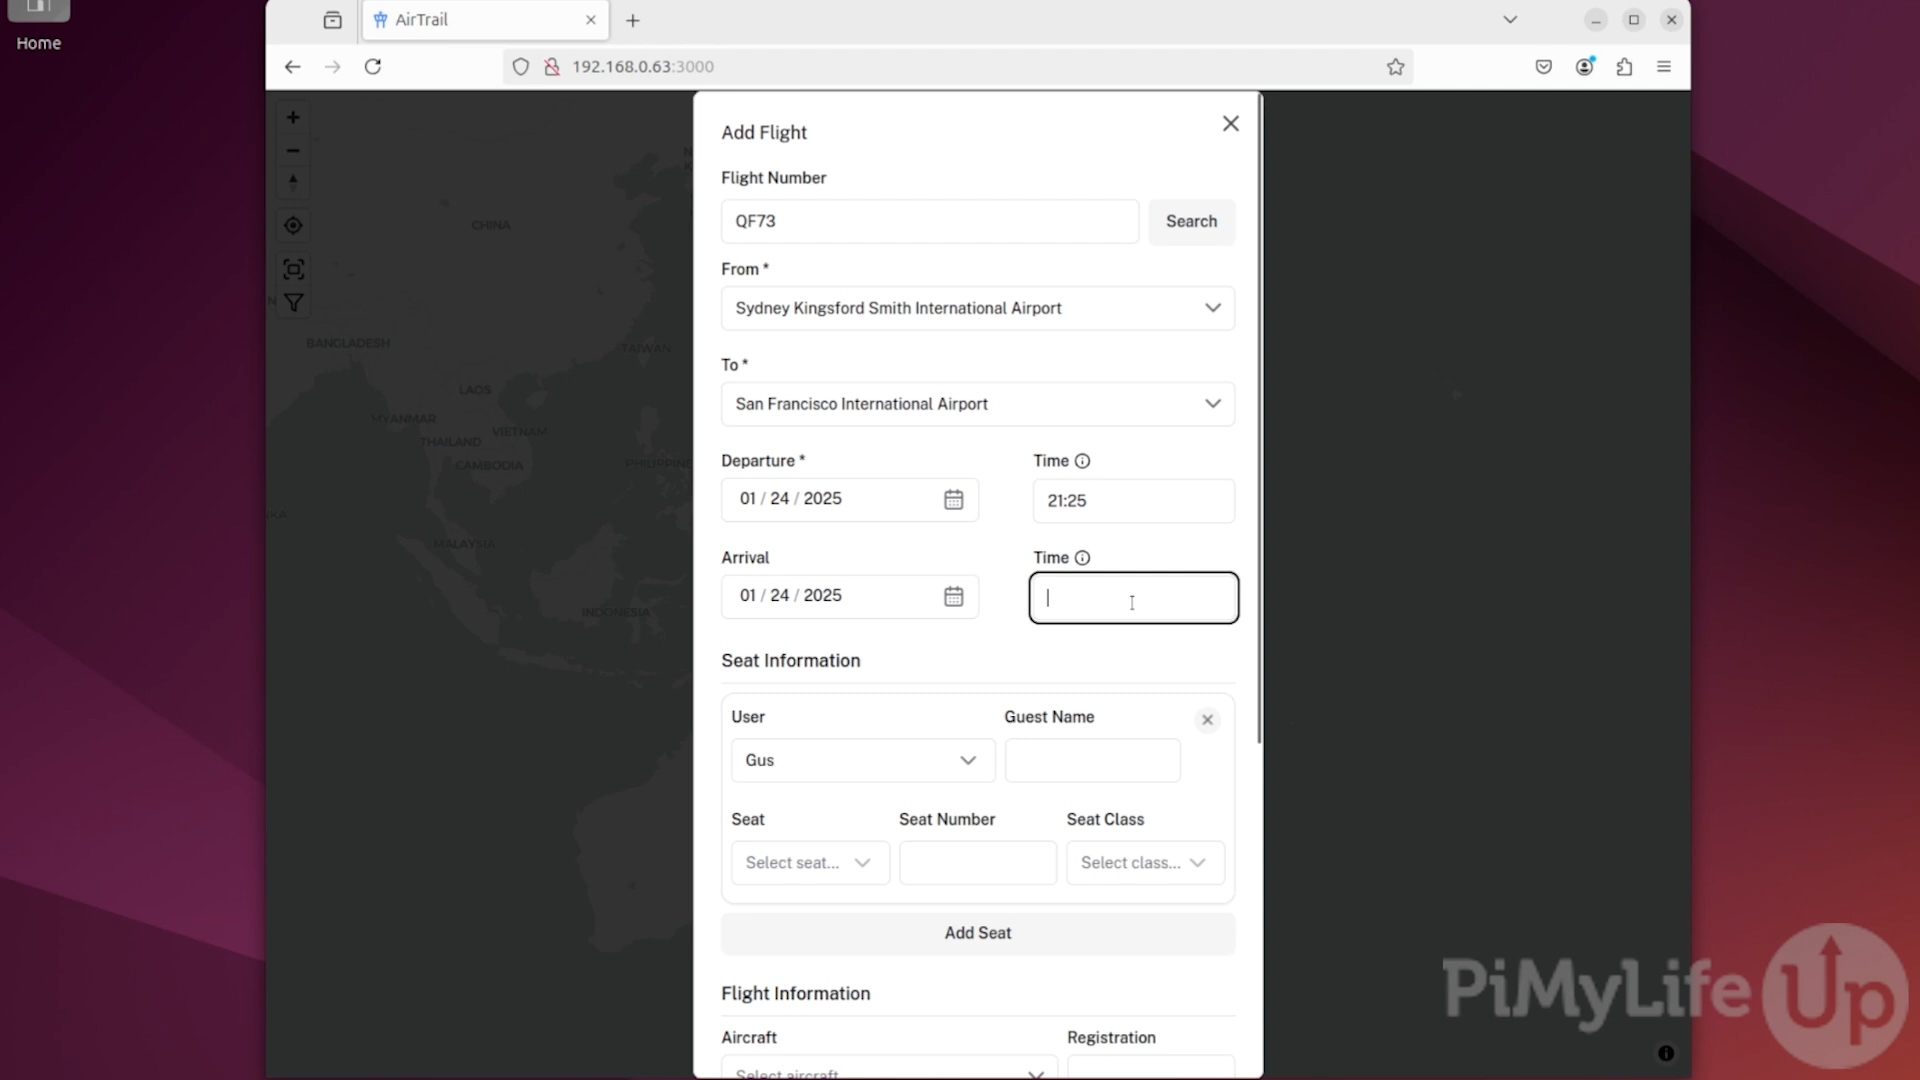 Home
AirTrail
192.168.0.63:3000
Add Flight
Flight Number
QF73
Search
From *
Sydney Kingsford Smith International Airport
To *
San Francisco International Airport
Departure *
Time
01 / 24 / 2025
21:25
Arrival
Time
01 / 24 / 2025
Seat Information
User
Guest Name
Gus
Seat
Seat Number
Seat Class
Select seat...
Select class...
Add Seat
Flight Information
Aircraft
Registration
Select aircraft
CHINA
BANGLADESH
TAIWAN
LAOS
MYANMAR
VIETNAM
THAILAND
CAMBODIA
PHILIPPINE
MALAYSIA
INDONESIA
PiMyLifeUp